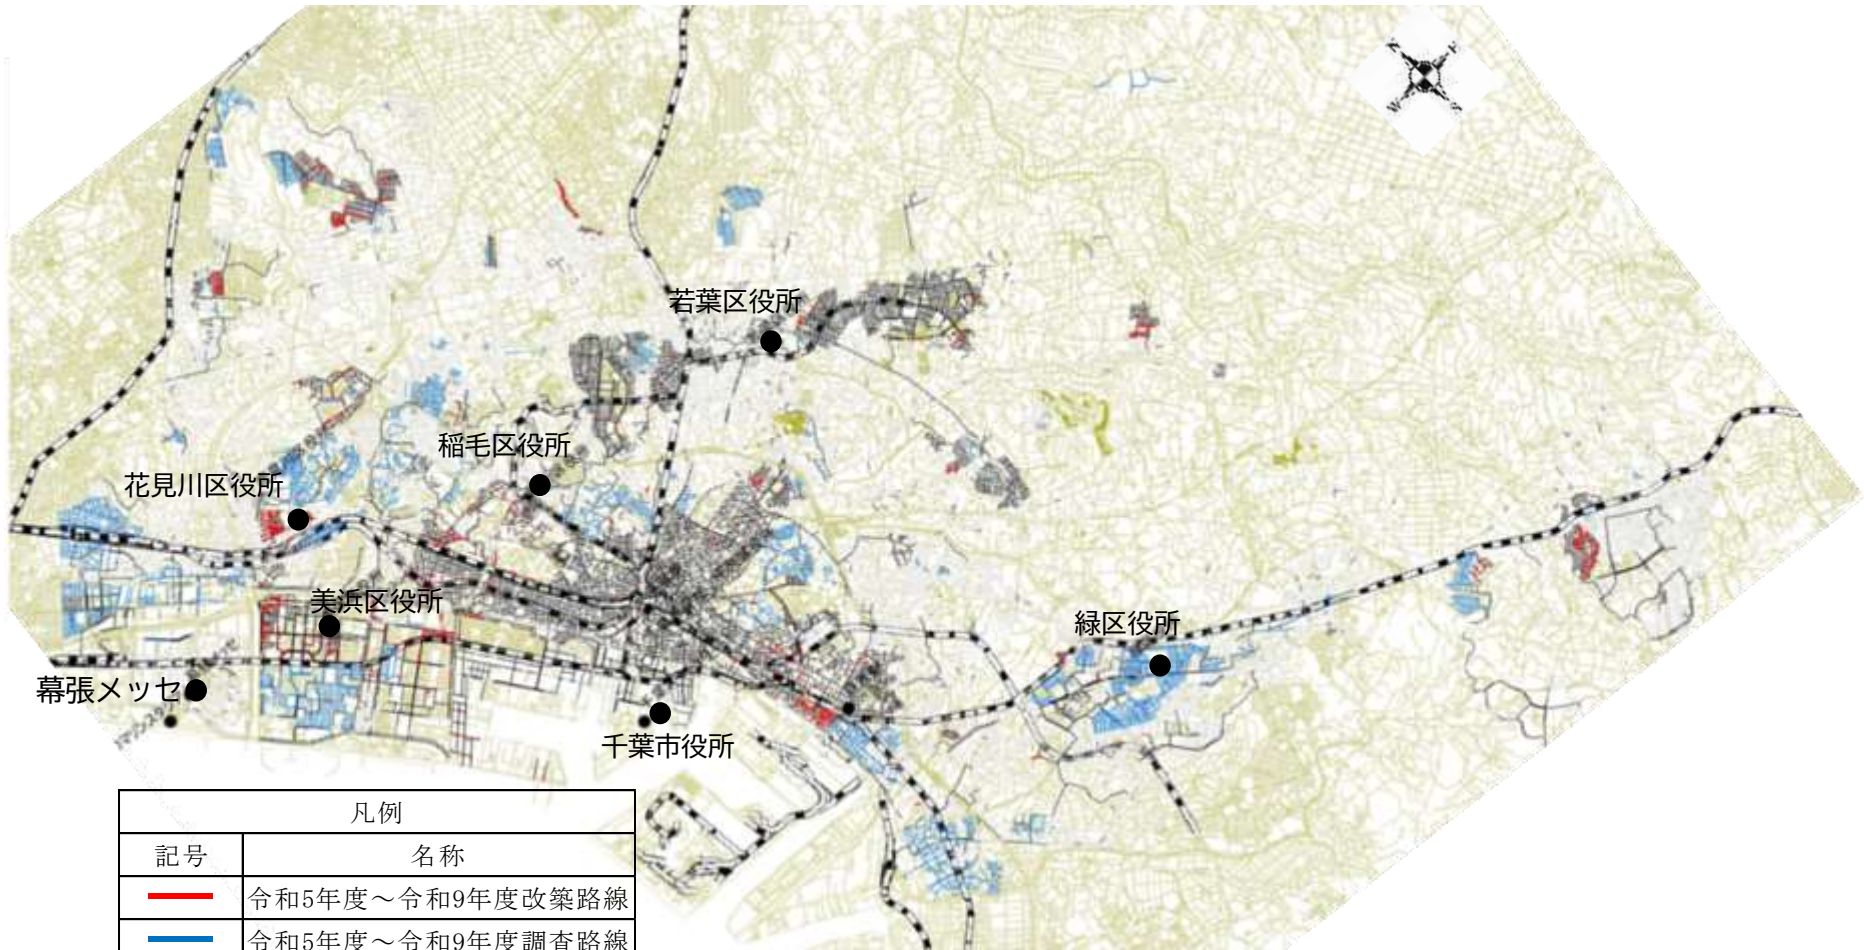 N
E
W
S
若葉区役所
稲毛区役所
花見川区役所
美浜区役所
緑区役所
幕張メッセ
千葉市役所
凡例
記号 名称
令和5年度～令和9年度改築路線
令和5年度～令和9年度調査路線